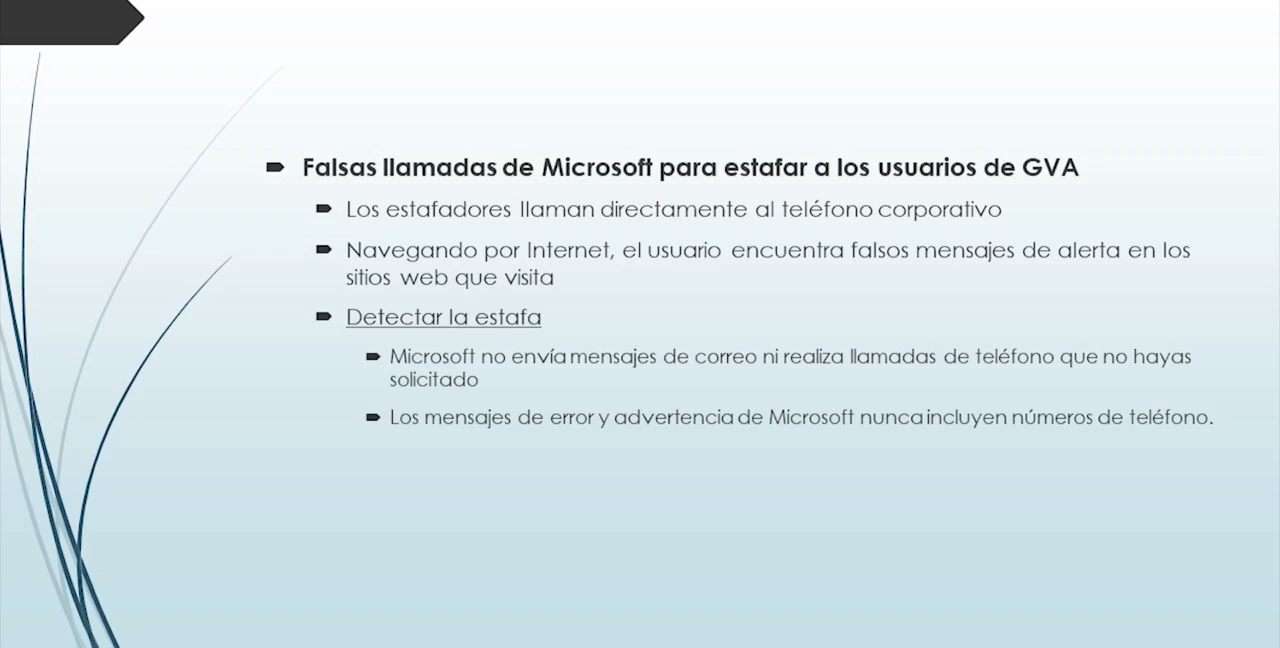 Falsas llamadas de Microsoft para estafar a los usuarios de GVA
Los estafadores llaman directamente al teléfono corporativo
Navegando por Internet, el usuario encuentra falsos mensajes de alerta en los
sitios web que visita
Detectar la estafa
Microsoft no envía mensajes de correo ni realiza llamadas de teléfono que no hayas
solicitado
Los mensajes de error y advertencia de Microsoft nunca incluyen números de teléfono.